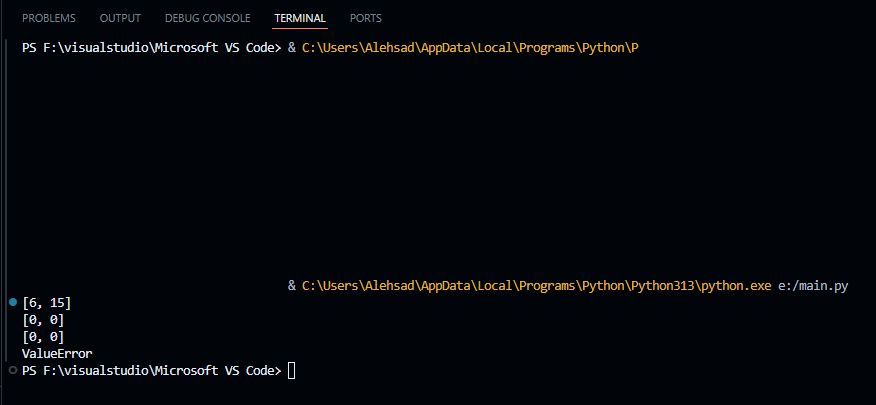 PROBLEMS OUTPUT DEBUG CONSOLE TERMINAL PORTS
PS F:\visualstudio\Microsoft VS Code> & C:\Users\Alehsad\AppData\Local\Programs\Python\P
& C:\Users\Alehsad\AppData\Local\Programs\Python\Python313\python.exe e:/main.py
[6, 15]
[0, 0]
[0, 0]
ValueError
PS F:\visualstudio\Microsoft VS Code>